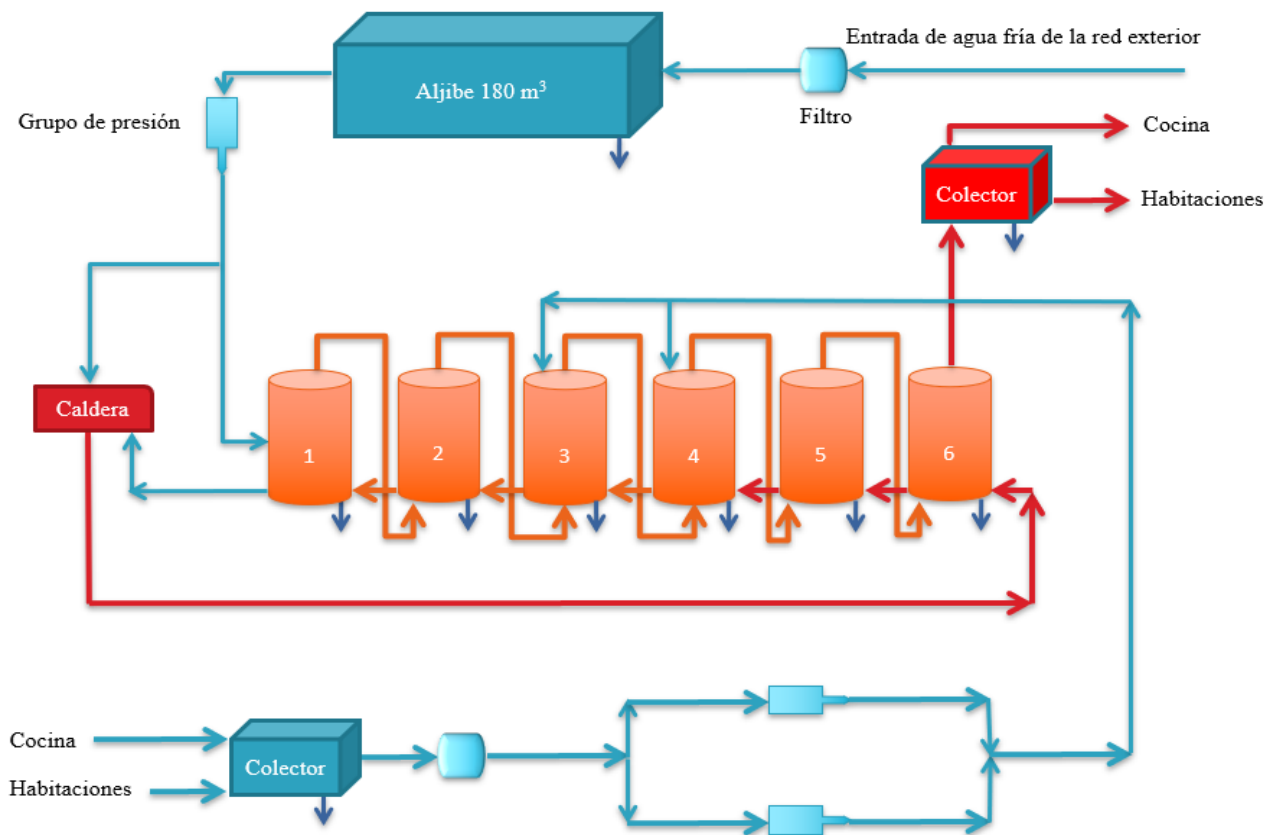 Entrada de agua fría de la red exterior
Aljibe 180 m³
Filtro
Grupo de presión
Cocina
Colector
Habitaciones
Caldera
1
2
3
4
5
6
Cocina
Colector
Habitaciones